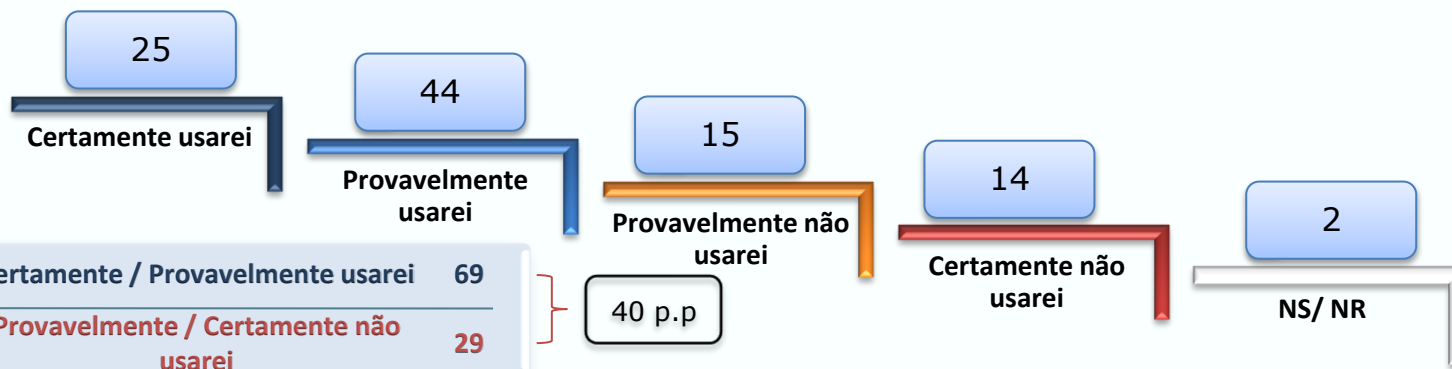 25
Certamente usarei
44
Provavelmente
usarei
15
Provavelmente não
usarei
14
Certamente não
usarei
2
NS/ NR
ertamente / Provavelmente usarei 69
Provavelmente / Certamente não
usarei
29
40 p.p